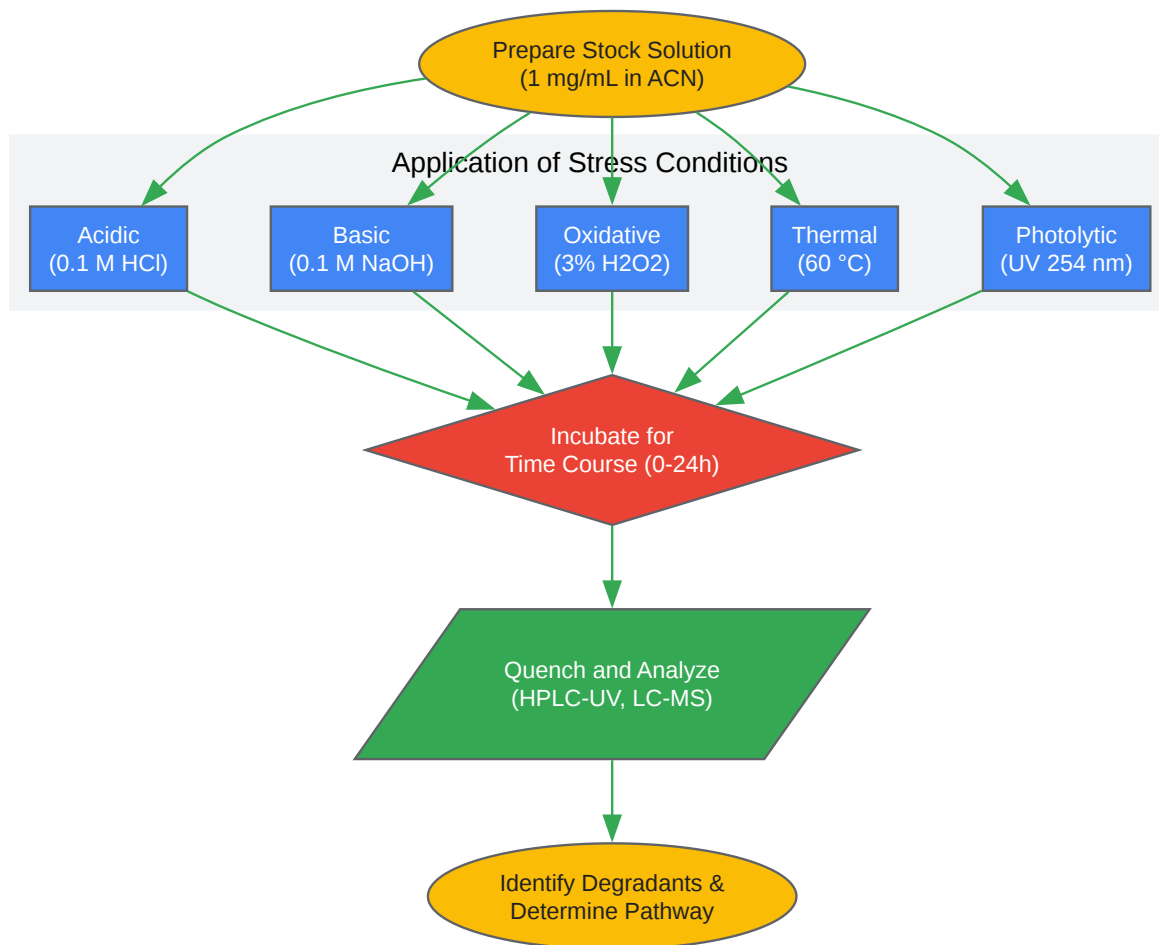 Prepare Stock Solution
(1 mg/mL in ACN)
Application of Stress Conditions
Acidic
(0.1 M HCl)
Basic
(0.1 M NaOH)
Oxidative
(3% H2O2)
Thermal
(60 °C)
Photolytic
(UV 254 nm)
Incubate for
Time Course (0-24h)
Quench and Analyze
(HPLC-UV, LC-MS)
Identify Degradants &
Determine Pathway